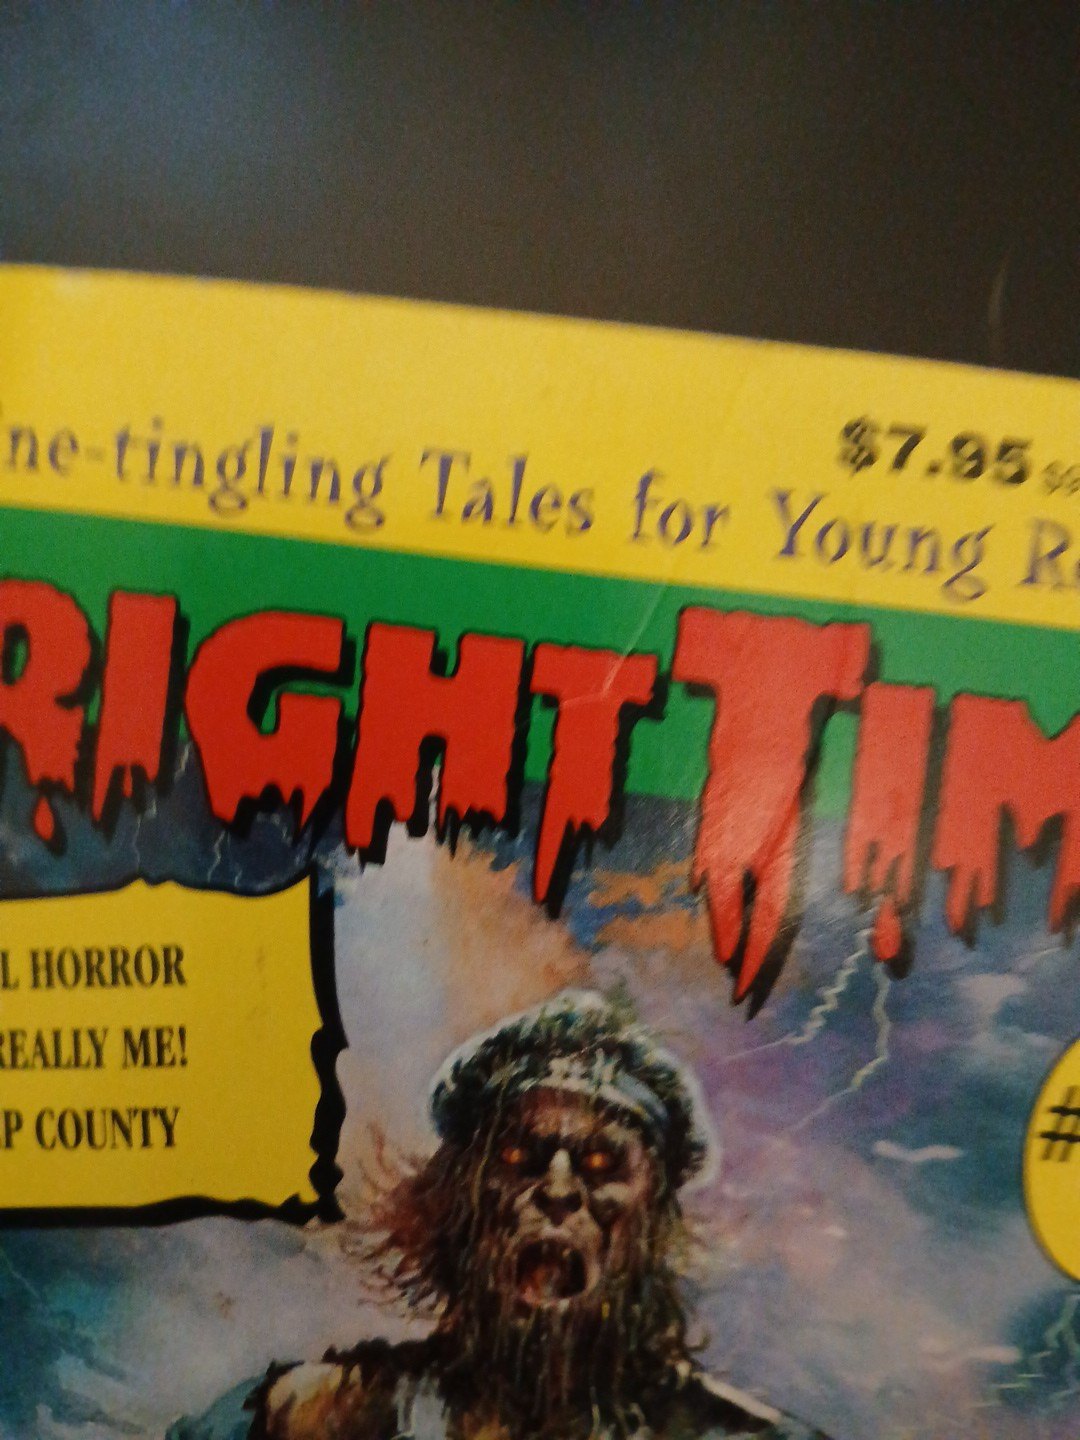 $7.95
ne-tingling Tales for Young R
RIGHT TIM
L HORROR
REALLY ME!
P COUNTY
#